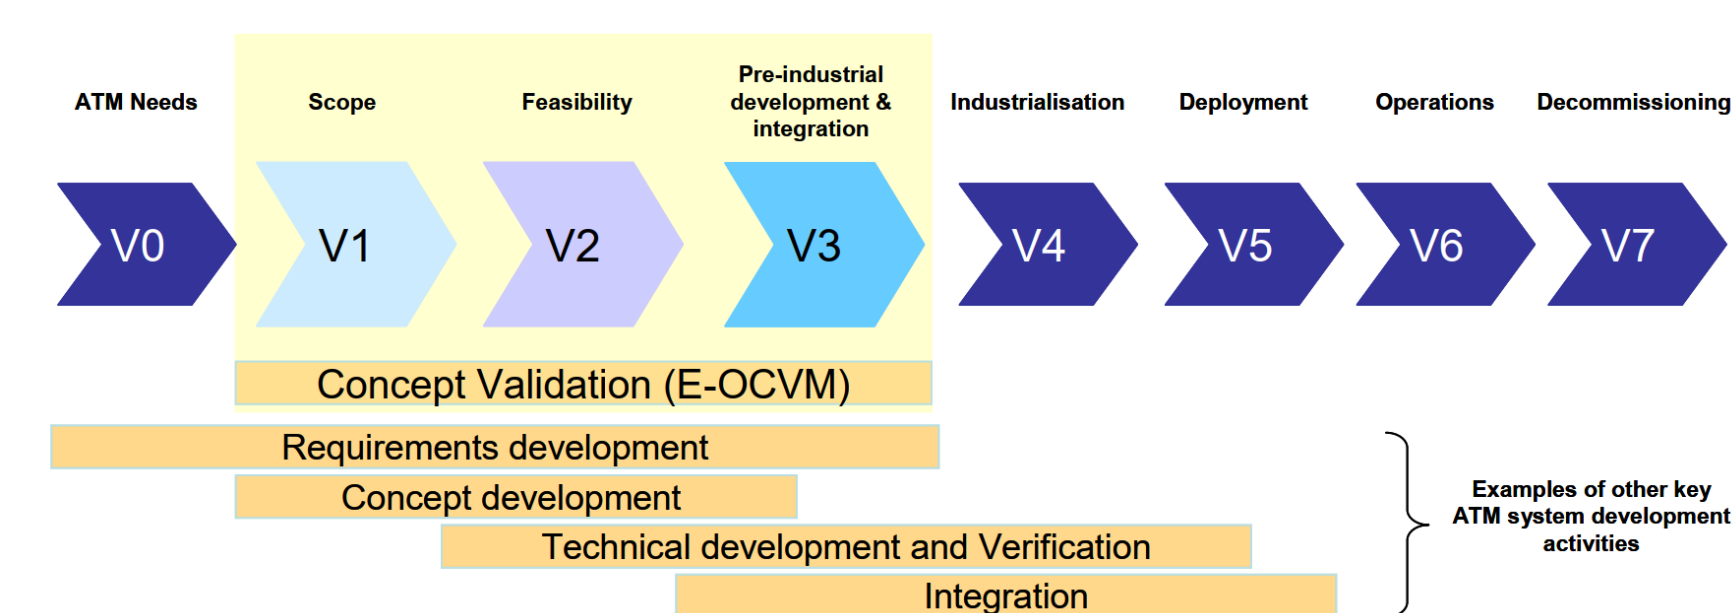 Pre-industrial
ATM Needs Scope Feasibility development & Industrialisation Deployment Operations Decommissioning
integration
V0 V1 V2 V3 V4 V5 V6 V7
Concept Validation (E-OCVM)
Requirements development
Concept development
Technical development and Verification
Integration
Examples of other key
ATM system development
activities